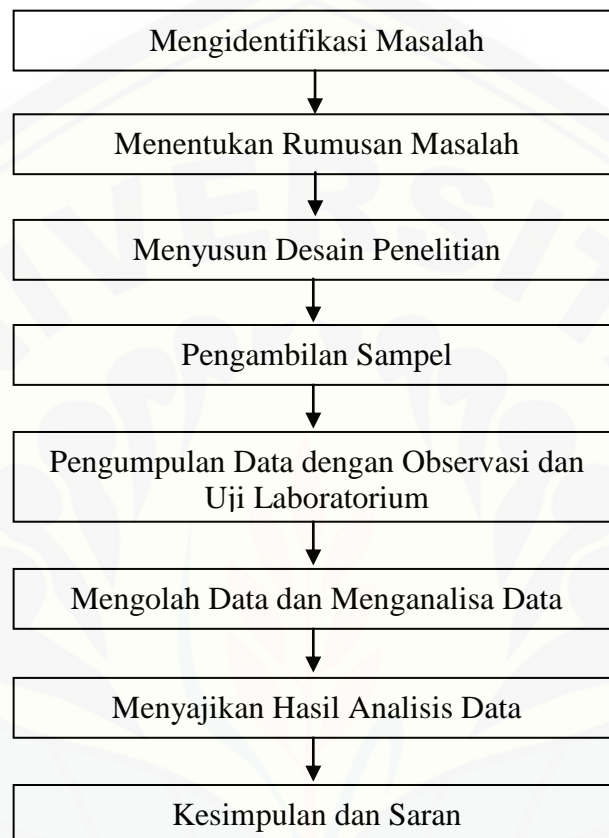 Mengidentifikasi Masalah
Menentukan Rumusan Masalah
Menyusun Desain Penelitian
Pengambilan Sampel
Pengumpulan Data dengan Observasi dan
Uji Laboratorium
Mengolah Data dan Menganalisa Data
Menyajikan Hasil Analisis Data
Kesimpulan dan Saran